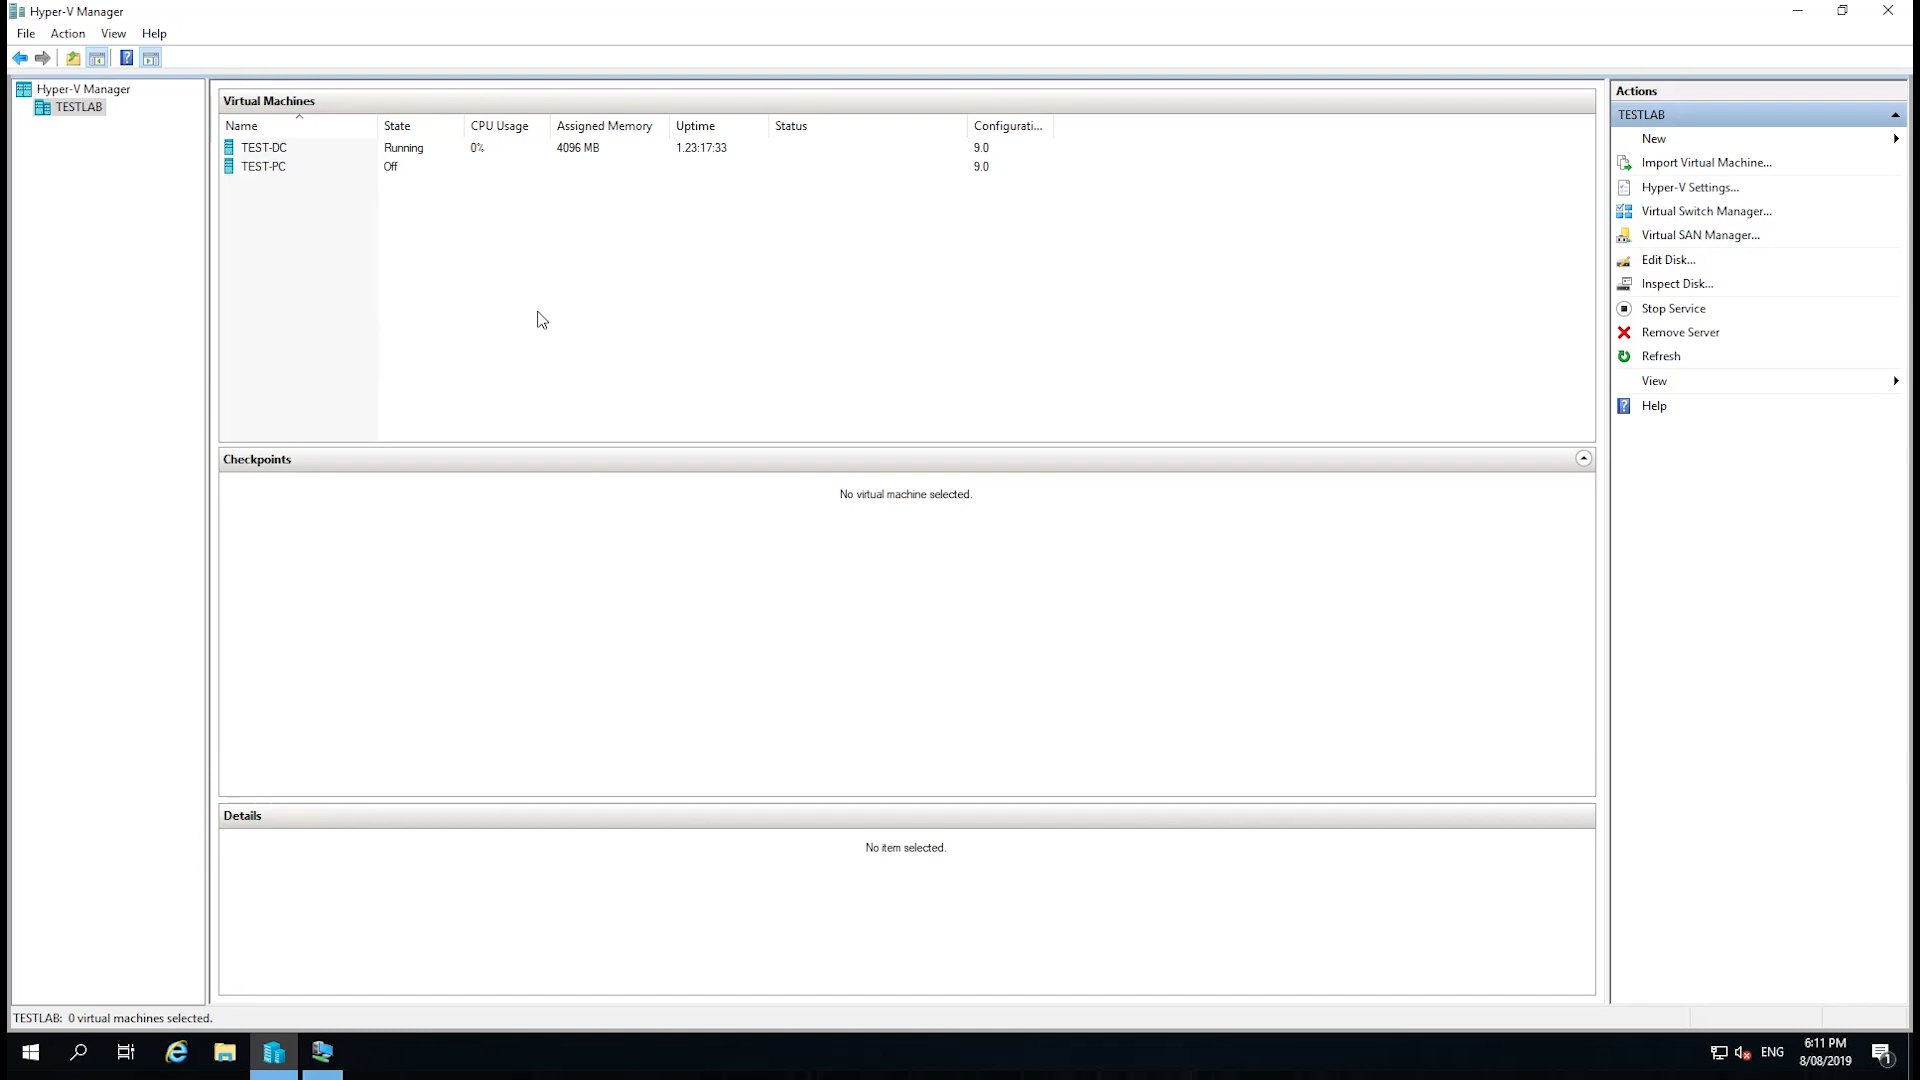 Hyper-V Manager
File Action View Help
Hyper-V Manager
TESTLAB
Virtual Machines
Name State CPU Usage Assigned Memory Uptime Status Configurati...
TEST-DC Running 0% 4096 MB 1.23:17:33 9.0
TEST-PC Off 9.0
Checkpoints
No virtual machine selected.
Details
No item selected.
Actions
TESTLAB
New
Import Virtual Machine...
Hyper-V Settings...
Virtual Switch Manager...
Virtual SAN Manager...
Edit Disk...
Inspect Disk...
Stop Service
Remove Server
Refresh
View
Help
TESTLAB: 0 virtual machines selected.
ENG
6:11 PM
8/08/2019
1